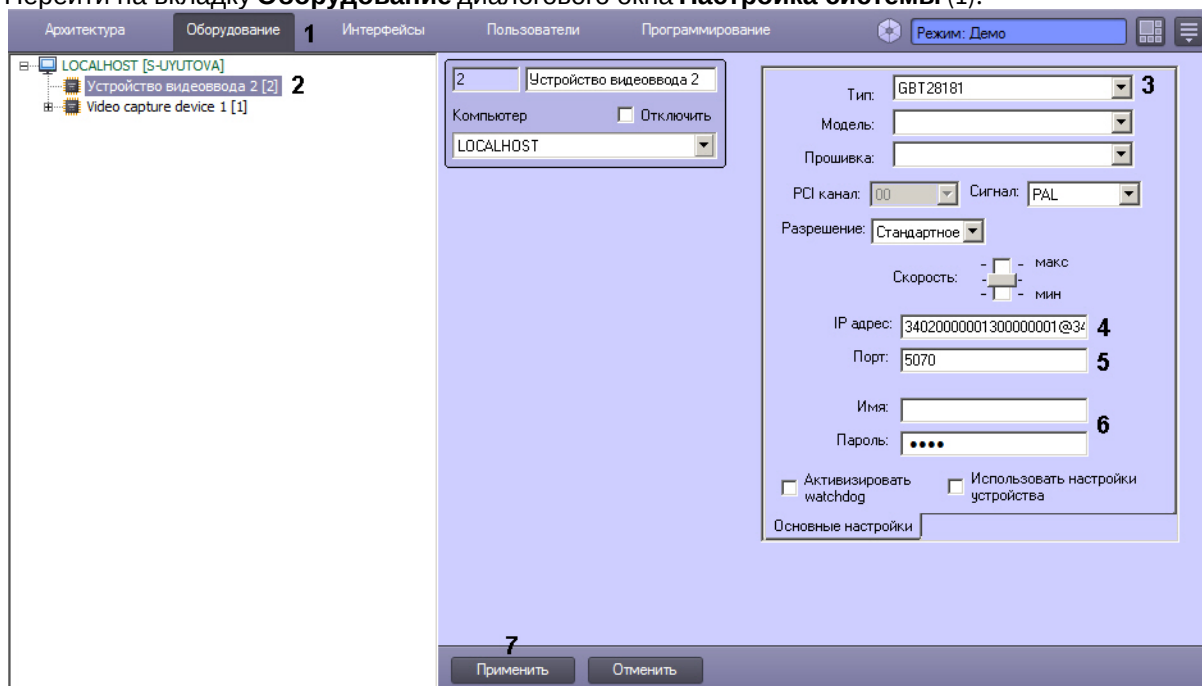 Перейти на вкладку Оборудование диалогового окна Настройка системы (1).
Архитектура Оборудование 1 Интерфейсы Пользователи Программирование Режим: Демо
LOCALHOST [S-UYUTOVA]
Устройство видеоввода 2 [2] 2
Video capture device 1 [1]
2 Устройство видеоввода 2
Компьютер Отключить
LOCALHOST
Тип: GBT28181 3
Модель:
Прошивка:
PCI канал: 00 Сигнал: PAL
Разрешение: Стандартное
- - макс
Скорость: - -
- - мин
IP адрес: 34020000001300000001@34 4
Порт: 5070 5
Имя:
6
Пароль: ●●●●
Активизировать watchdog
Использовать настройки устройства
Основные настройки
7
Применить Отменить